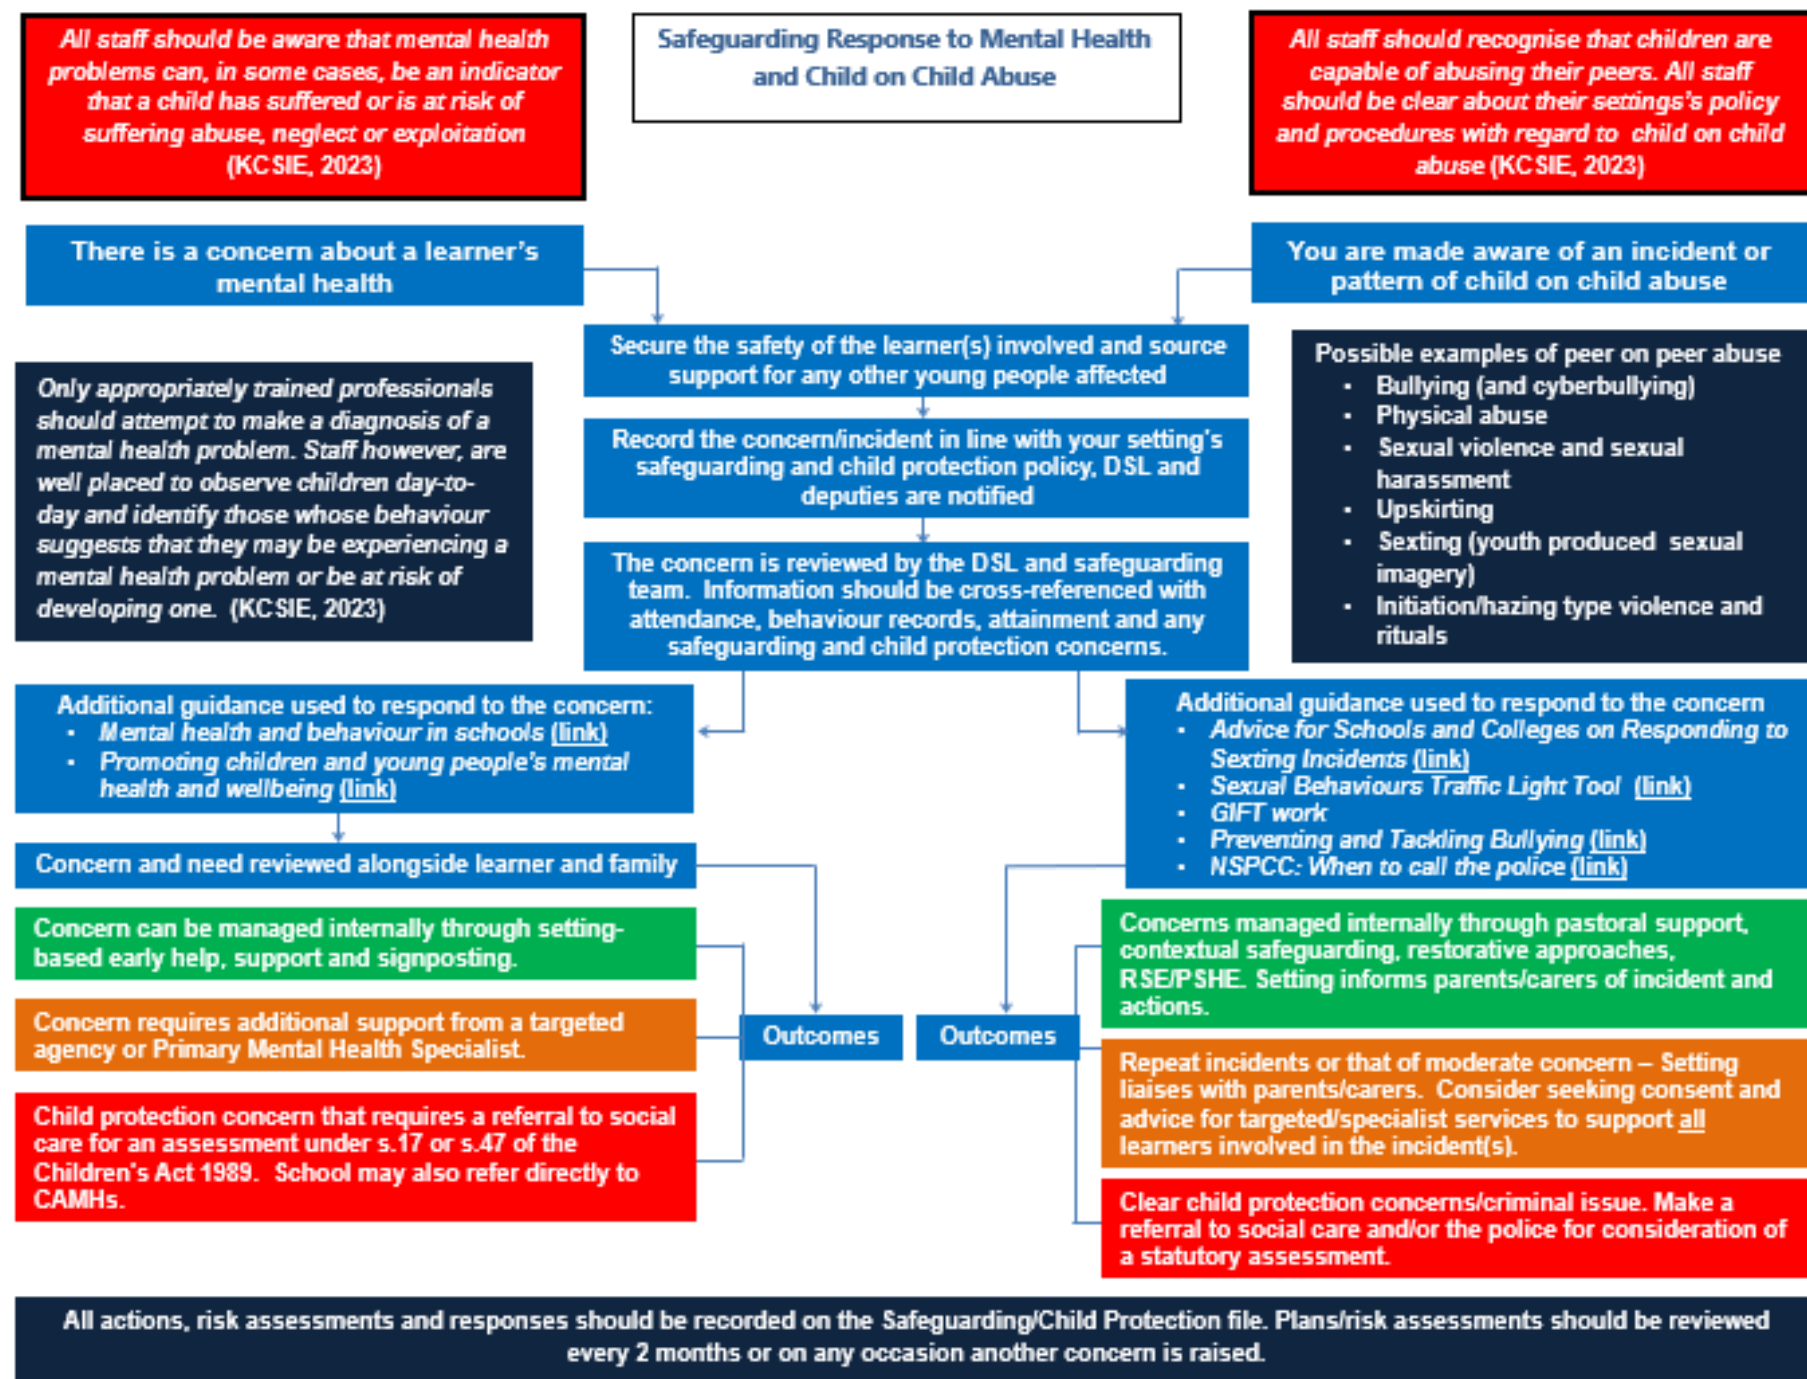 All staff should be aware that mental health
problems can, in some cases, be an indicator
that a child has suffered or is at risk of
suffering abuse, neglect or exploitation
(KCSIE, 2023)
Safeguarding Response to Mental Health
and Child on Child Abuse
All staff should recognise that children are
capable of abusing their peers. All staff
should be clear about their settings's policy
and procedures with regard to child on child
abuse (KCSIE, 2023)
There is a concern about a learner's
mental health
You are made aware of an incident or
pattern of child on child abuse
Secure the safety of the learner(s) involved and source
support for any other young people affected
Only appropriately trained professionals
should attempt to make a diagnosis of a
mental health problem. Staff however, are
well placed to observe children day-to-
day and identify those whose behaviour
suggests that they may be experiencing a
mental health problem or be at risk of
developing one. (KCSIE, 2023)
Record the concern/incident in line with your setting's
safeguarding and child protection policy, DSL and
deputies are notified
Possible examples of peer on peer abuse
▪ Bullying (and cyberbullying)
▪ Physical abuse
▪ Sexual violence and sexual
harassment
▪ Upskirting
▪ Sexting (youth produced sexual
imagery)
▪ Initiation/hazing type violence and
rituals
The concern is reviewed by the DSL and safeguarding
team. Information should be cross-referenced with
attendance, behaviour records, attainment and any
safeguarding and child protection concerns.
Additional guidance used to respond to the concern:
▪ Mental health and behaviour in schools (link)
▪ Promoting children and young people's mental
health and wellbeing (link)
Additional guidance used to respond to the concern
▪ Advice for Schools and Colleges on Responding to
Sexting Incidents (link)
▪ Sexual Behaviours Traffic Light Tool (link)
▪ GIFT work
▪ Preventing and Tackling Bullying (link)
▪ NSPCC: When to call the police (link)
Concern and need reviewed alongside learner and family
Concern can be managed internally through setting-
based early help, support and signposting.
Concern requires additional support from a targeted
agency or Primary Mental Health Specialist.
Child protection concern that requires a referral to social
care for an assessment under s.17 or s.47 of the
Children's Act 1989. School may also refer directly to
CAMHs.
Outcomes
Outcomes
Concerns managed internally through pastoral support,
contextual safeguarding, restorative approaches,
RSE/PSHE. Setting informs parents/carers of incident and
actions.
Repeat incidents or that of moderate concern – Setting
liaises with parents/carers. Consider seeking consent and
advice for targeted/specialist services to support all
learners involved in the incident(s).
Clear child protection concerns/criminal issue. Make a
referral to social care and/or the police for consideration of
a statutory assessment.
All actions, risk assessments and responses should be recorded on the Safeguarding/Child Protection file. Plans/risk assessments should be reviewed
every 2 months or on any occasion another concern is raised.